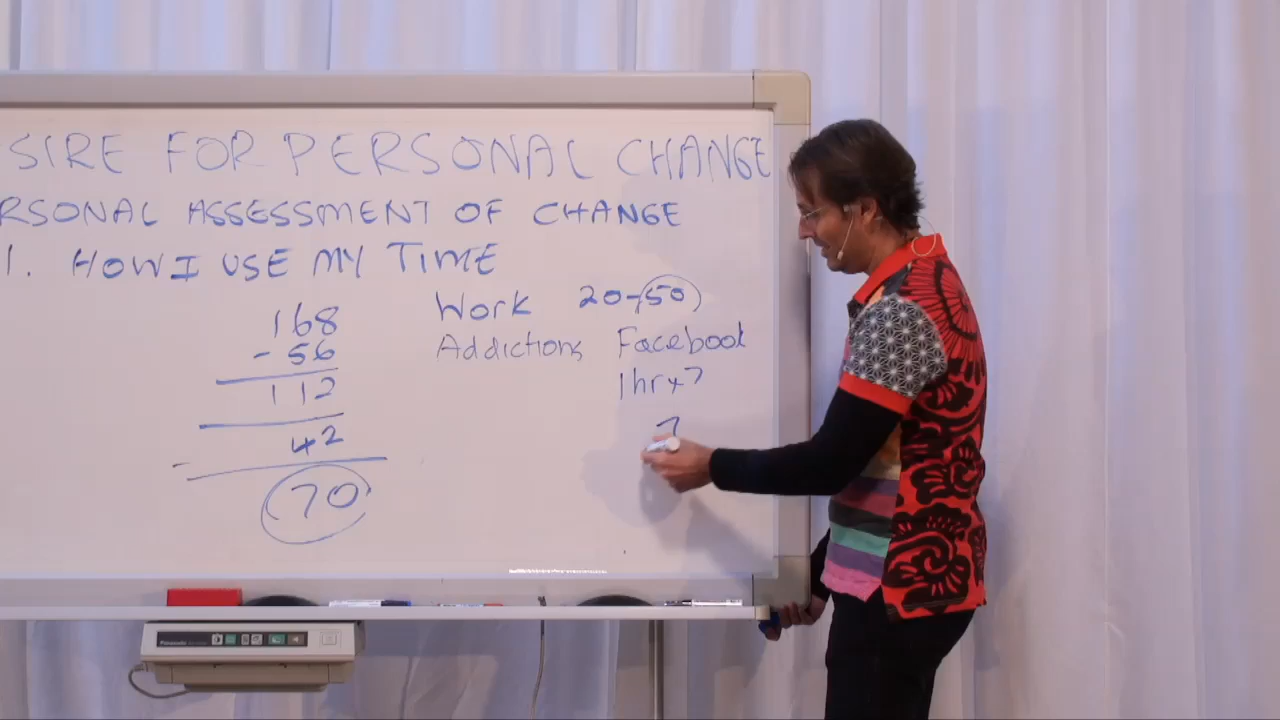 SIRE FOR PERSONAL CHANGE
RSONAL ASSESSMENT OF CHANGE
1. HOW I USE MY TIME
168
- 56
112
42
70
Work 20-50
Addictions Facebook
1hr x 7
7
Panasonic